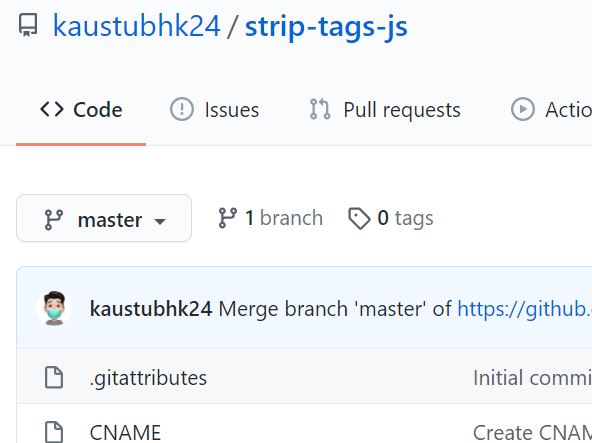 kaustubhk24 / strip-tags-js
Code Issues Pull requests Actio
master 1 branch 0 tags
kaustubhk24 Merge branch 'master' of https://github.
.gitattributes Initial commi
CNAME Create CNAM